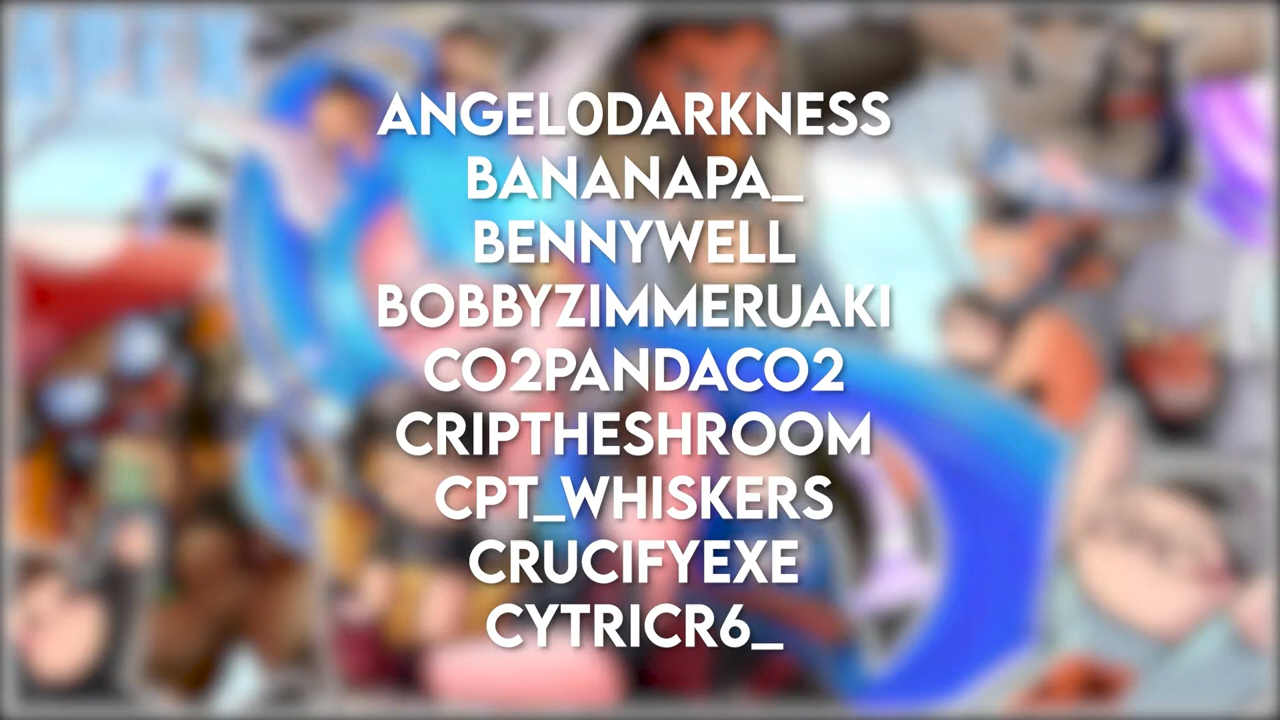 ANGEL0DARKNESS
BANANAPA_
BENNYWELL
BOBBYZIMMERUAKI
CO2PANDACO2
CRIPTHESHROOM
CPT_WHISKERS
CRUCIFYEXE
CYTRICR6_